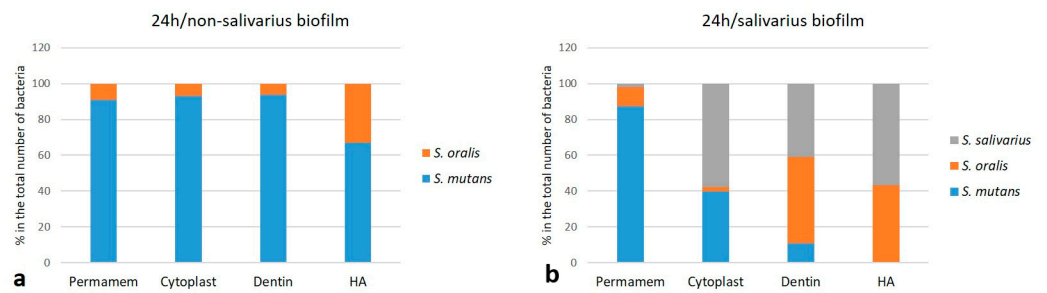 24h/non-salivarius biofilm
% in the total number of bacteria
120
100
80
60
40
20
0
Permamem Cytoplast Dentin HA
S. oralis
S. mutans
a
24h/salivarius biofilm
% in the total number of bacteria
120
100
80
60
40
20
0
Permamem Cytoplast Dentin HA
S. salivarius
S. oralis
S. mutans
b